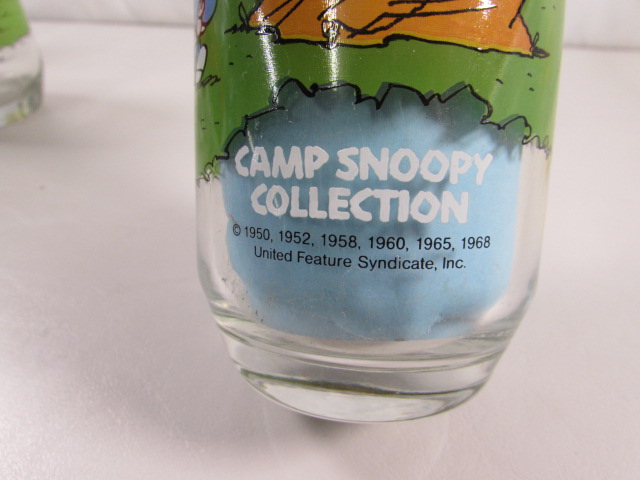 CAMP SNOOPY
COLLECTION
© 1950, 1952, 1958, 1960, 1965, 1968
United Feature Syndicate, Inc.